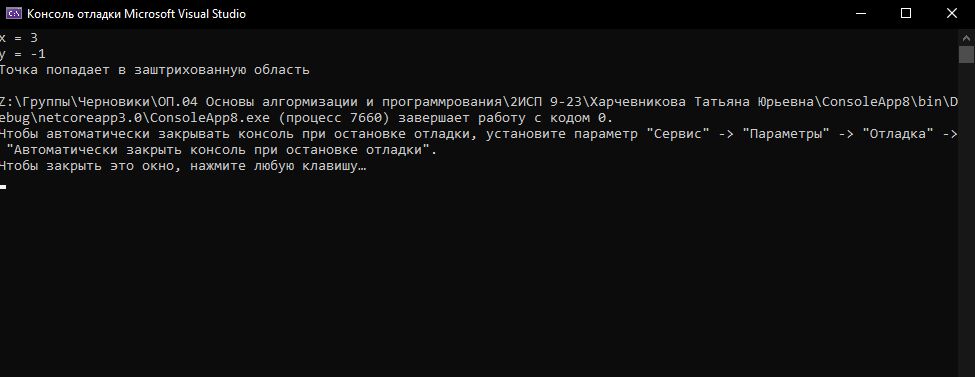 Консоль отладки Microsoft Visual Studio
x = 3
y = -1
Точка попадает в заштрихованную область
Z:\Группы\Черновики\ОП.04 Основы алгормизации и программрования\2ИСП 9-23\Харчевникова Татьяна Юрьевна\ConsoleApp8\bin\D
ebug\netcoreapp3.0\ConsoleApp8.exe (процесс 7660) завершает работу с кодом 0.
Чтобы автоматически закрывать консоль при остановке отладки, установите параметр "Сервис" -> "Параметры" -> "Отладка" ->
"Автоматически закрыть консоль при остановке отладки".
Чтобы закрыть это окно, нажмите любую клавишу…